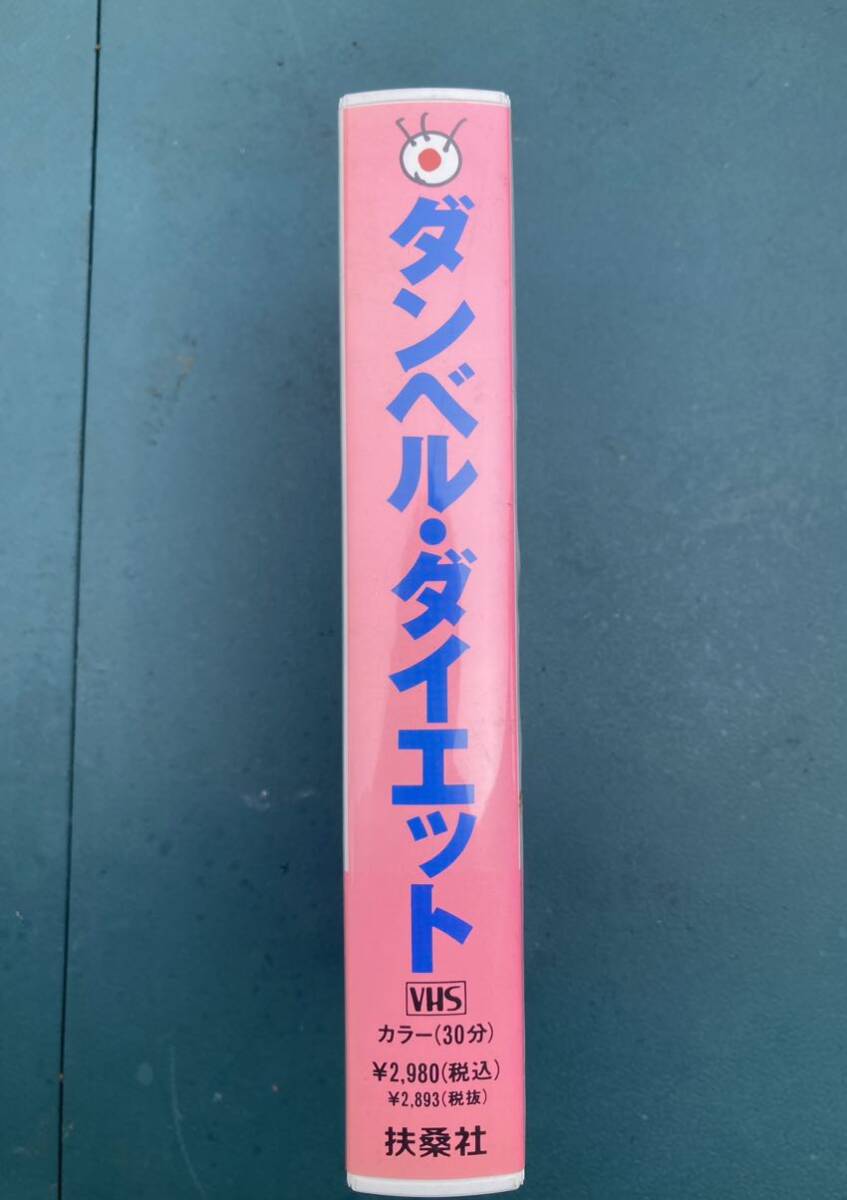 ダンベル・ダイエット
VHS
カラー(30分)
¥2,980(税込)
¥2,893(税抜)
扶桑社